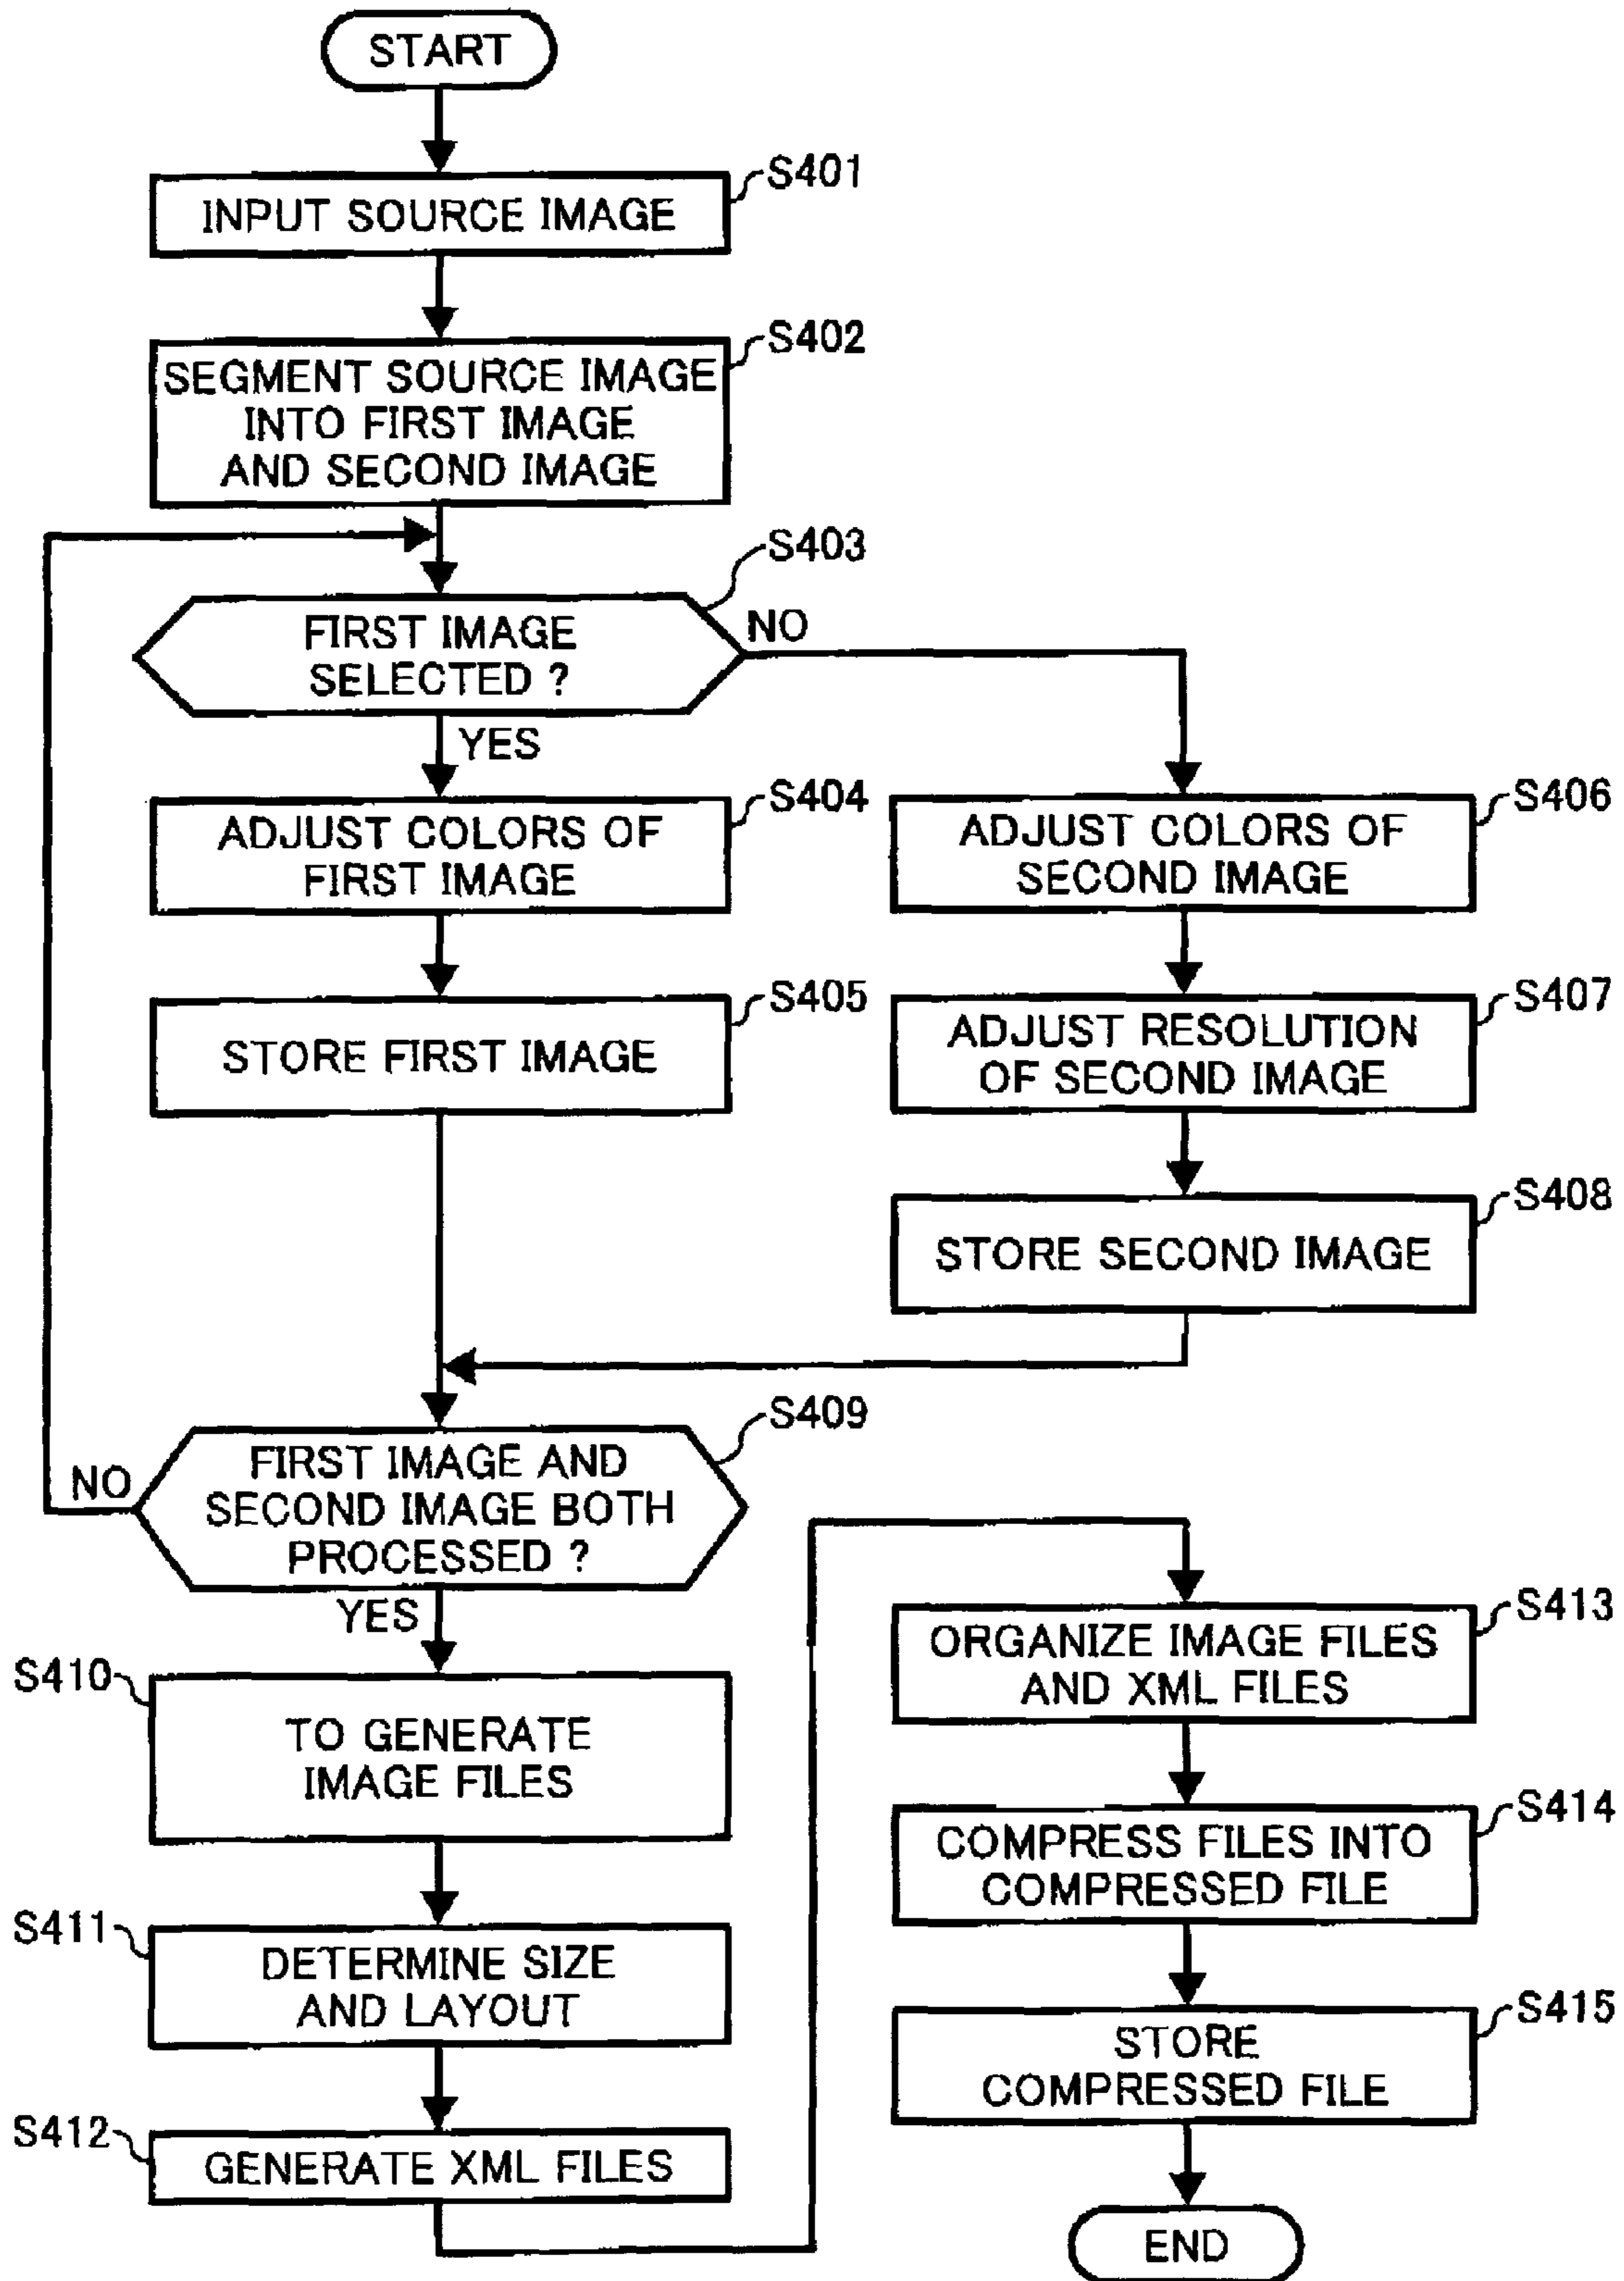 START
S401
INPUT SOURCE IMAGE
S402
SEGMENT SOURCE IMAGE
INTO FIRST IMAGE
AND SECOND IMAGE
S403
FIRST IMAGE
SELECTED ?
NO
YES
S404
ADJUST COLORS OF
FIRST IMAGE
S405
STORE FIRST IMAGE
S406
ADJUST COLORS OF
SECOND IMAGE
S407
ADJUST RESOLUTION
OF SECOND IMAGE
S408
STORE SECOND IMAGE
S409
FIRST IMAGE AND
SECOND IMAGE BOTH
PROCESSED ?
NO
YES
S410
TO GENERATE
IMAGE FILES
S411
DETERMINE SIZE
AND LAYOUT
S412
GENERATE XML FILES
S413
ORGANIZE IMAGE FILES
AND XML FILES
S414
COMPRESS FILES INTO
COMPRESSED FILE
S415
STORE
COMPRESSED FILE
END